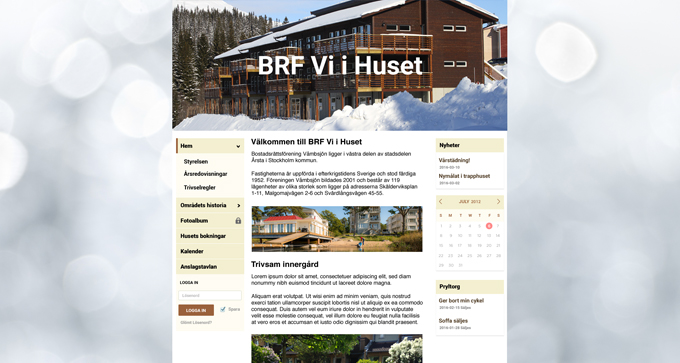 BRF Vi i Huset
Hem
Styrelsen
Årsredovisningar
Trivselregler
Områdets historia
Fotoalbum
Husets bokningar
Kalender
Anslagstavlan
LOGGA IN
Lösenord
LOGGA IN
Spara
Glömt Lösenord?
Välkommen till BRF Vi i Huset
Bostadsrättsförening Vämbsjön ligger i västra delen av stadsdelen
Årsta i Stockholm kommun.
Fastigheterna är uppförda i efterkrigstidens Sverige och stod färdiga
1952. Föreningen Vämbsjön bildades 2001 och består av 119
lägenheter av olika storlek som ligger på adresserna Skälderviksplan
1-11, Malgomajvägen 2-6 och Svärdlångsvägen 45-55.
Trivsam innergård
Lorem ipsum dolor sit amet, consectetuer adipiscing elit, sed diam
nonummy nibh euismod tincidunt ut laoreet dolore magna.
Aliquam erat volutpat. Ut wisi enim ad minim veniam, quis nostrud
exerci tation ullamcorper suscipit lobortis nisl ut aliquip ex ea commodo
consequat. Duis autem vel eum iriure dolor in hendrerit in vulputate
velit esse molestie consequat, vel illum dolore eu feugiat nulla facilisis
at vero eros et accumsan et iusto odio dignissim qui blandit praesent.
Nyheter
Vårstädning!
2016-03-10
Nymålat i trapphuset
2016-03-02
JULY 2012
S M T W T F S
1 2 3 4 5 6 7
8 9 10 11 12 13 14
15 16 17 18 19 20 21
22 23 24 25 26 27 28
29 30 31
Pryltorg
Ger bort min cykel
2016-02-15 Säljes
Soffa säljes
2016-01-28 Säljes